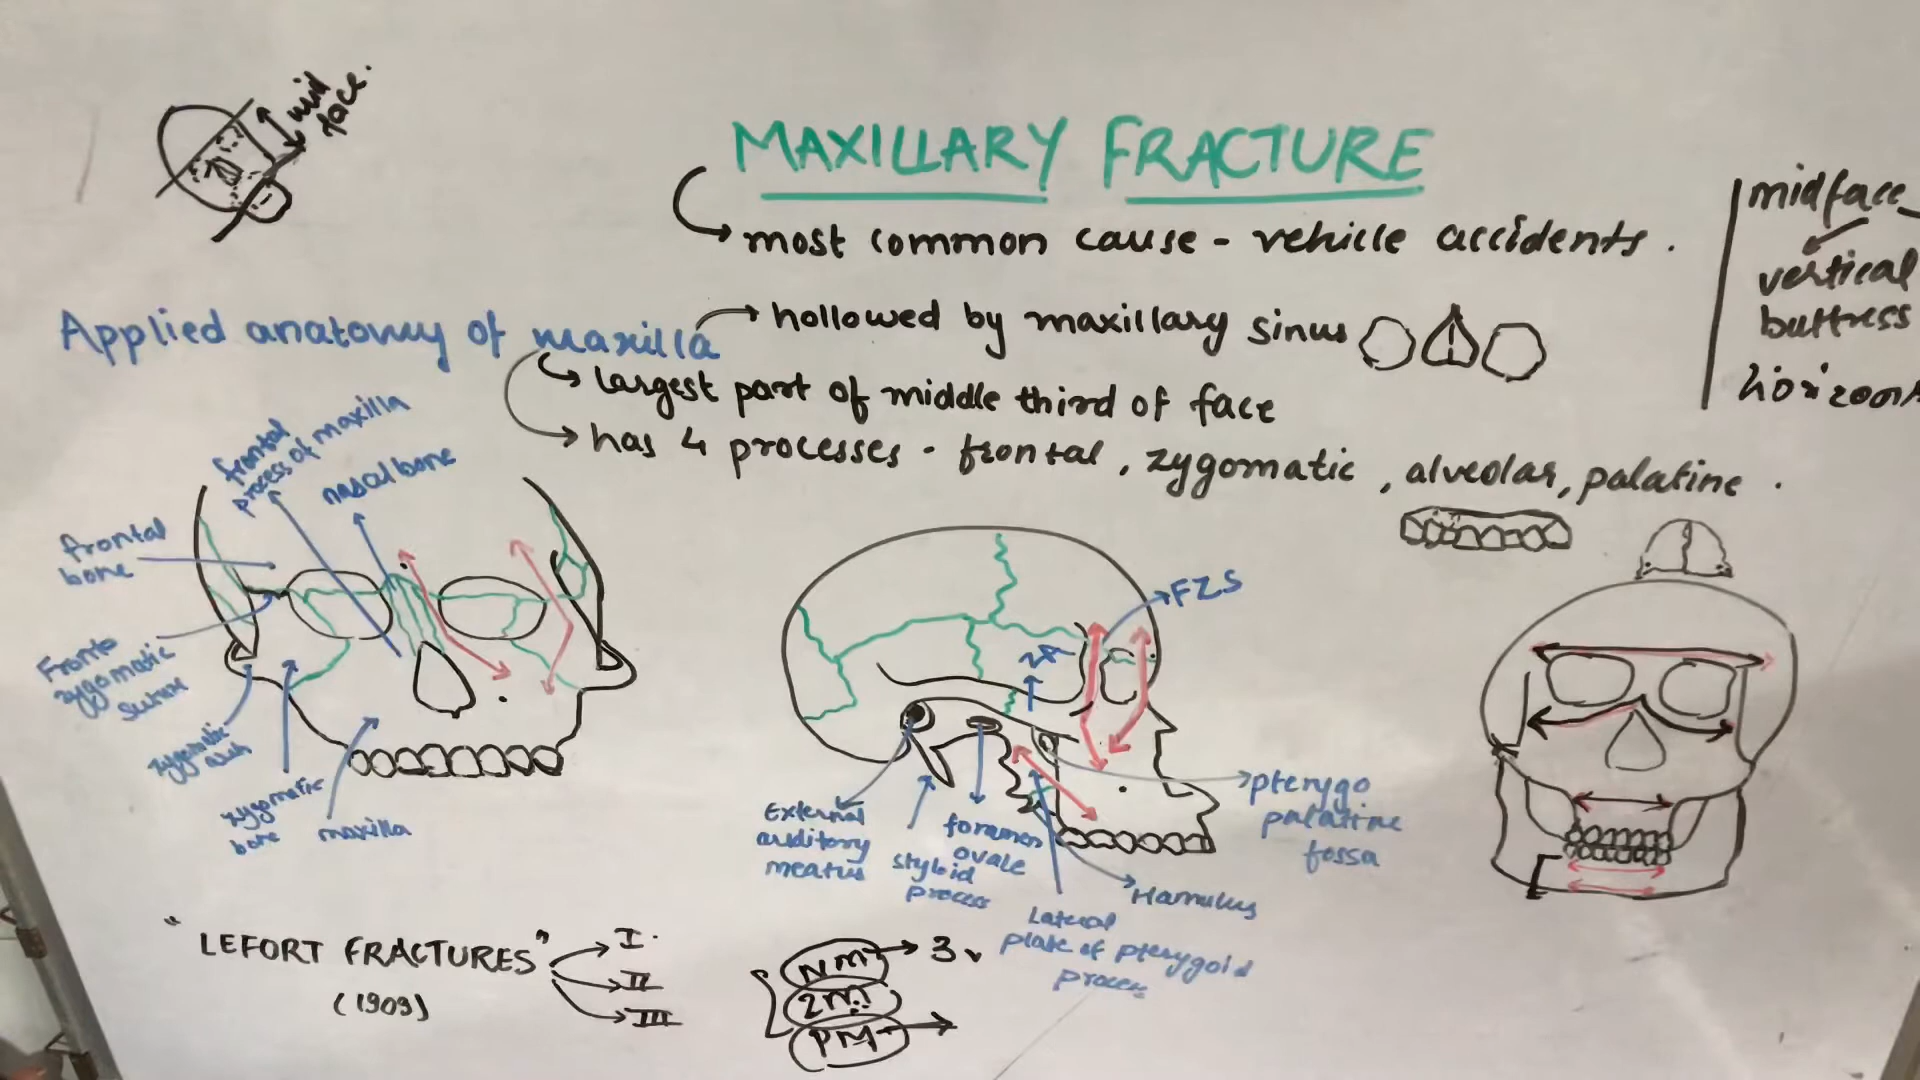 mid
face.
MAXILLARY FRACTURE
most common cause - vehicle accidents.
midface
vertical
buttress
Applied anatomy of maxilla
hollowed by maxillary sinus
largest part of middle third of face
has 4 processes - frontal, zygomatic, alveolar, palatine.
frontal
process of maxilla
nasal bone
frontal
bone
Fronto
zygomatic
suture
zygomatic
arch
zygomatic
bone
maxilla
FZS
External
auditory
meatus
styloid
process
foramen
ovale
Lateral
plate of pterygoid
process
Hamulus
pterygo
palatine
fossa
"LEFORT FRACTURES"
(1909)
I.
II
III
NM → 3
ZM
PM →